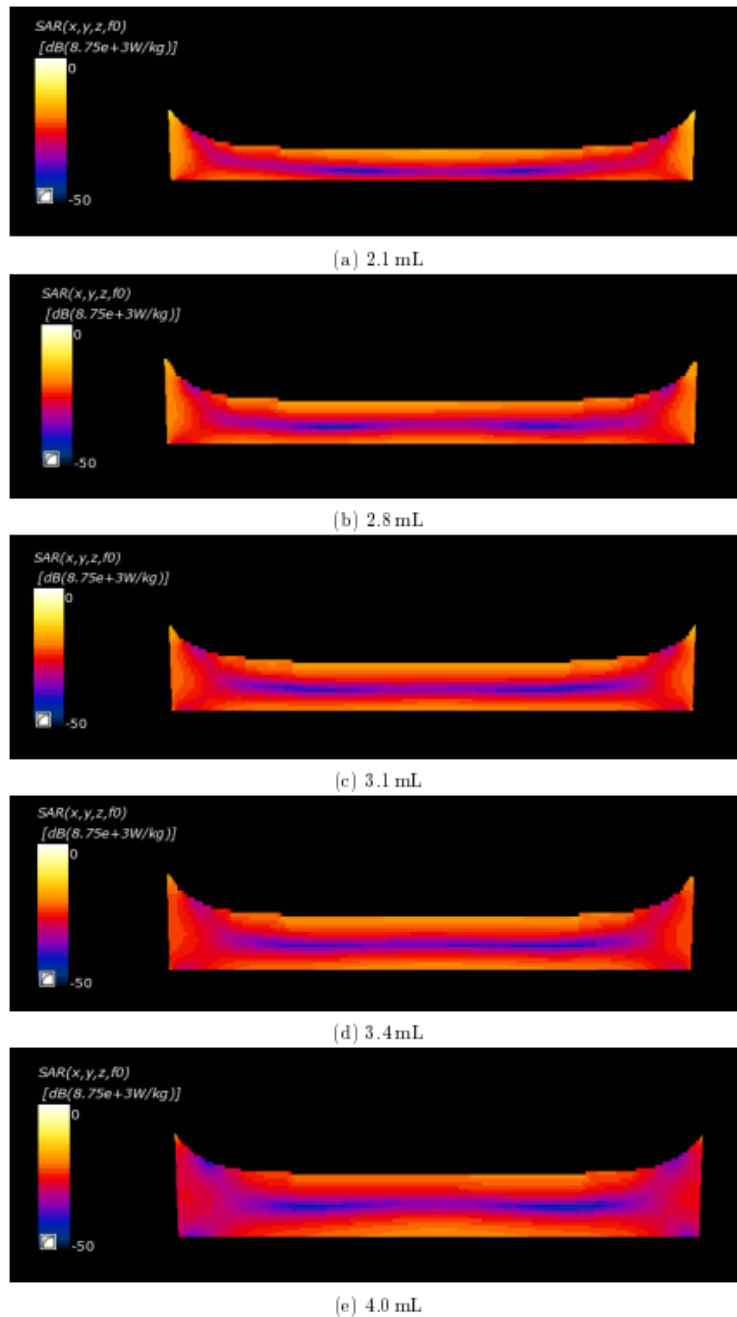 SAR(x,y,z,f0)
[dB(8.75e+3W/kg)]
0
-50
(a) 2.1 mL
SAR(x,y,z,f0)
[dB(8.75e+3W/kg)]
0
-50
(b) 2.8 mL
SAR(x,y,z,f0)
[dB(8.75e+3W/kg)]
0
-50
(c) 3.1 mL
SAR(x,y,z,f0)
[dB(8.75e+3W/kg)]
0
-50
(d) 3.4 mL
SAR(x,y,z,f0)
[dB(8.75e+3W/kg)]
0
-50
(e) 4.0 mL